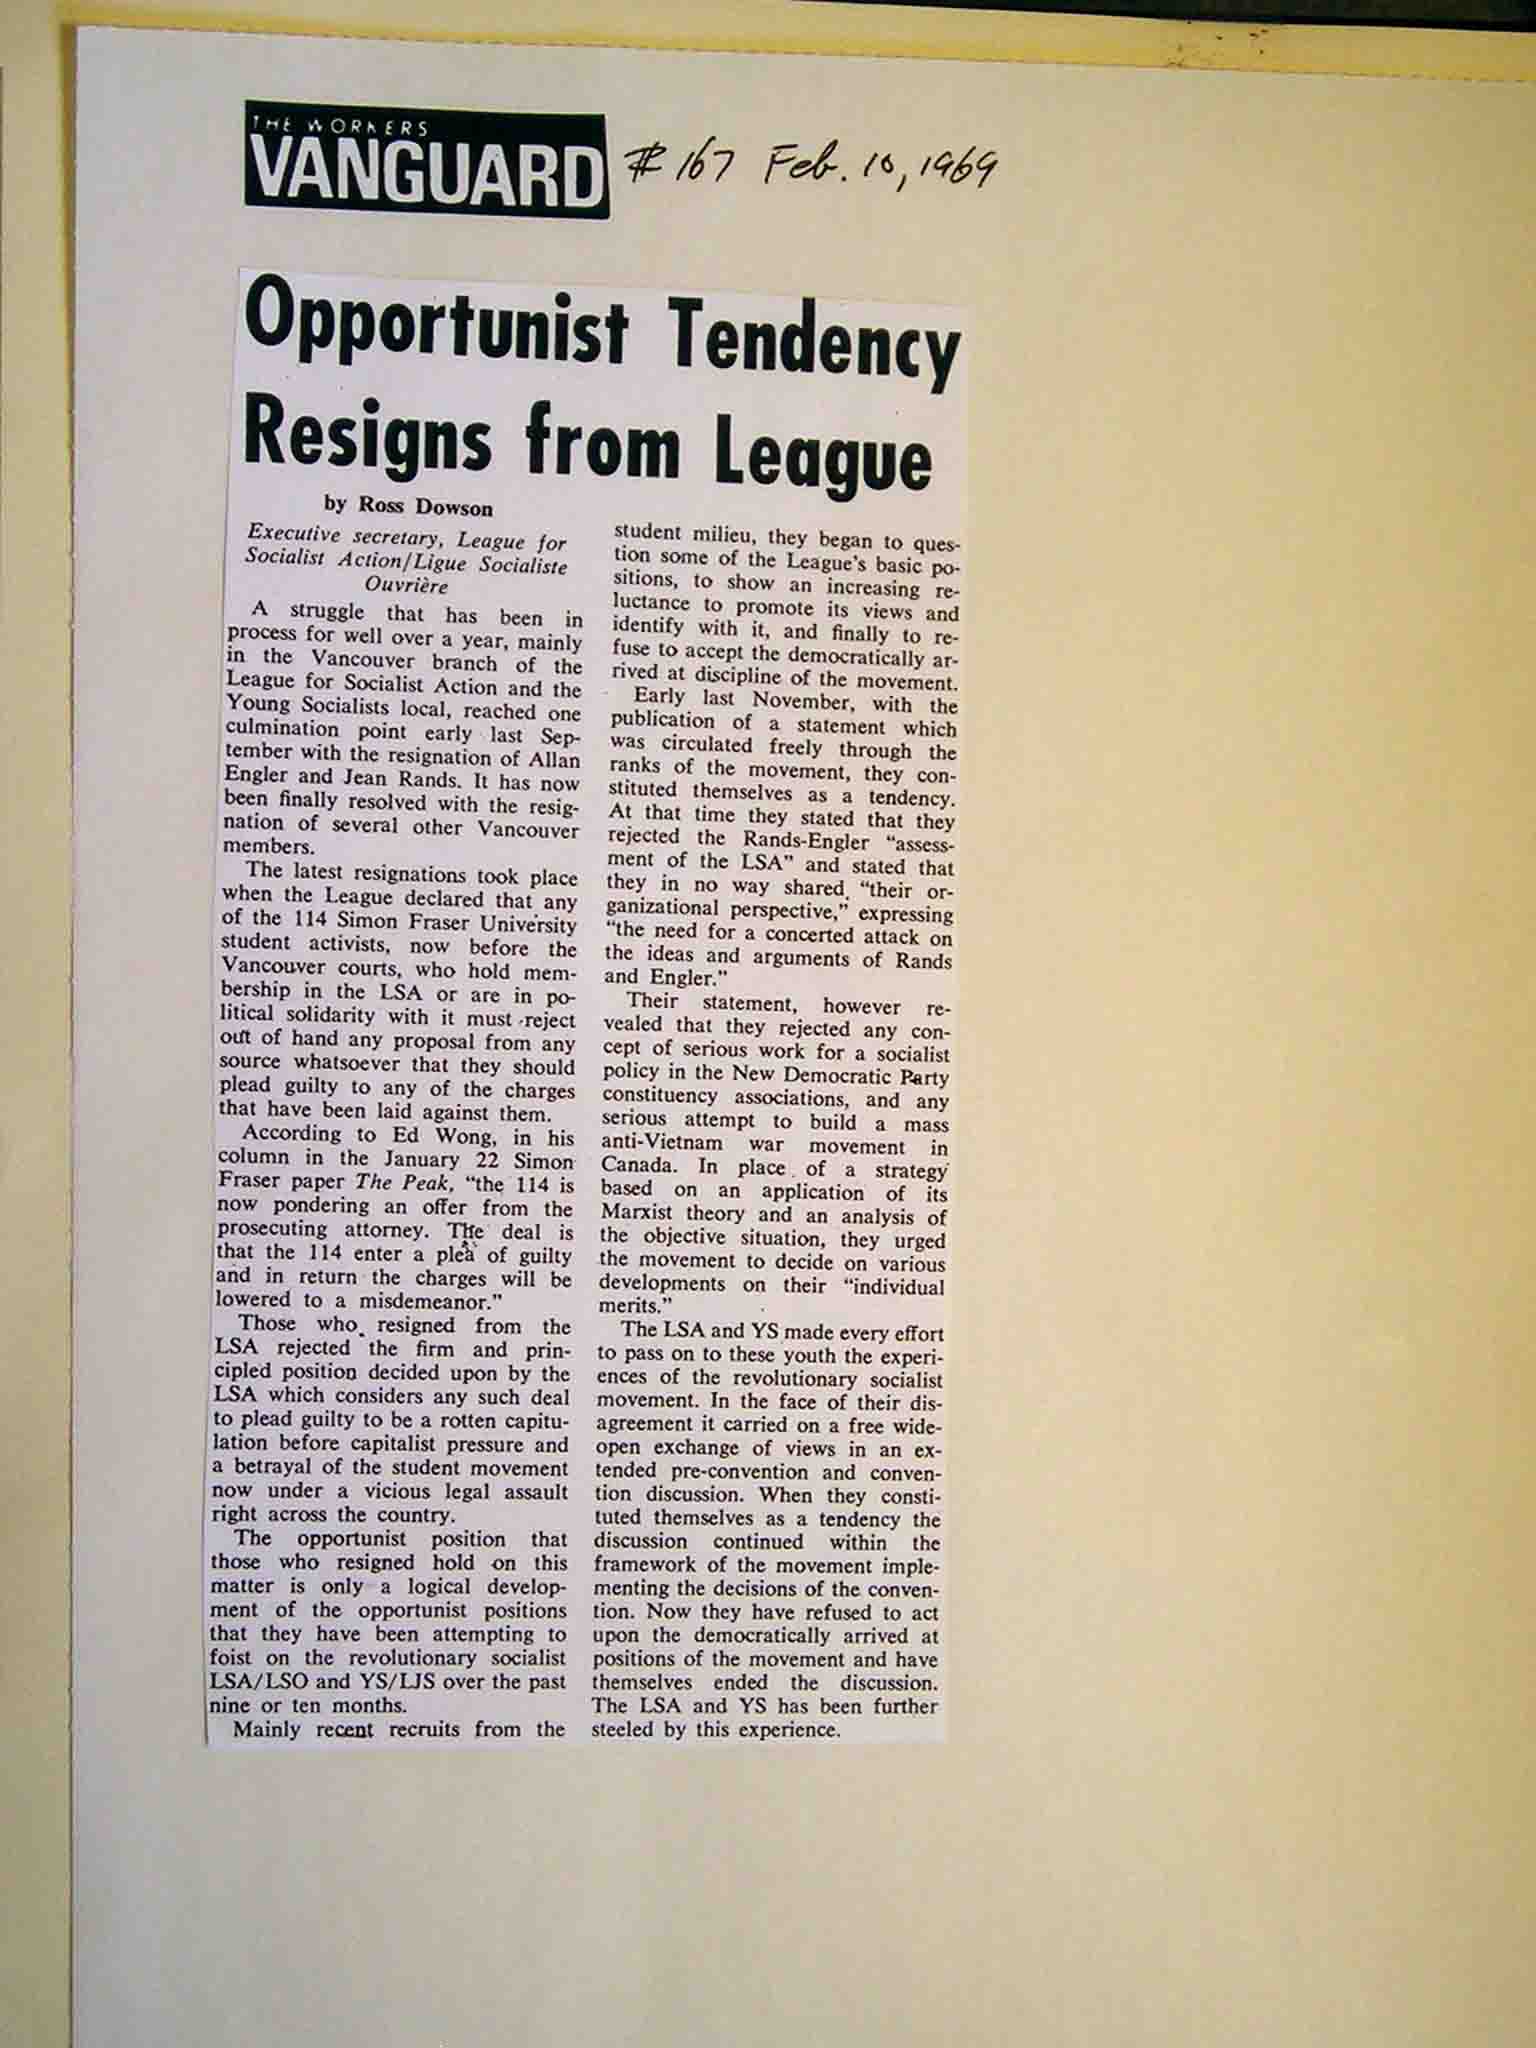 THE WORKERS
VANGUARD
# 167 Feb. 10, 1969
Opportunist Tendency
Resigns from League
by Ross Dowson
Executive secretary, League for
Socialist Action/Ligue Socialiste
Ouvrière
A struggle that has been in
process for well over a year, mainly
in the Vancouver branch of the
League for Socialist Action and the
Young Socialists local, reached one
culmination point early last Sep-
tember with the resignation of Allan
Engler and Jean Rands. It has now
been finally resolved with the resig-
nation of several other Vancouver
members.
The latest resignations took place
when the League declared that any
of the 114 Simon Fraser University
student activists, now before the
Vancouver courts, who hold mem-
bership in the LSA or are in po-
litical solidarity with it must reject
out of hand any proposal from any
source whatsoever that they should
plead guilty to any of the charges
that have been laid against them.
According to Ed Wong, in his
column in the January 22 Simon
Fraser paper The Peak, "the 114 is
now pondering an offer from the
prosecuting attorney. The deal is
that the 114 enter a plea of guilty
and in return the charges will be
lowered to a misdemeanor."
Those who resigned from the
LSA rejected the firm and prin-
cipled position decided upon by the
LSA which considers any such deal
to plead guilty to be a rotten capitu-
lation before capitalist pressure and
a betrayal of the student movement
now under a vicious legal assault
right across the country.
The opportunist position that
those who resigned hold on this
matter is only a logical develop-
ment of the opportunist positions
that they have been attempting to
foist on the revolutionary socialist
LSA/LSO and YS/LJS over the past
nine or ten months.
Mainly recent recruits from the
student milieu, they began to ques-
tion some of the League's basic po-
sitions, to show an increasing re-
luctance to promote its views and
identify with it, and finally to re-
fuse to accept the democratically ar-
rived at discipline of the movement.
Early last November, with the
publication of a statement which
was circulated freely through the
ranks of the movement, they con-
stituted themselves as a tendency.
At that time they stated that they
rejected the Rands-Engler "assess-
ment of the LSA" and stated that
they in no way shared "their or-
ganizational perspective," expressing
"the need for a concerted attack on
the ideas and arguments of Rands
and Engler."
Their statement, however re-
vealed that they rejected any con-
cept of serious work for a socialist
policy in the New Democratic Party
constituency associations, and any
serious attempt to build a mass
anti-Vietnam war movement in
Canada. In place of a strategy
based on an application of its
Marxist theory and an analysis of
the objective situation, they urged
the movement to decide on various
developments on their "individual
merits."
The LSA and YS made every effort
to pass on to these youth the experi-
ences of the revolutionary socialist
movement. In the face of their dis-
agreement it carried on a free wide-
open exchange of views in an ex-
tended pre-convention and conven-
tion discussion. When they consti-
tuted themselves as a tendency the
discussion continued within the
framework of the movement imple-
menting the decisions of the conven-
tion. Now they have refused to act
upon the democratically arrived at
positions of the movement and have
themselves ended the discussion.
The LSA and YS has been further
steeled by this experience.